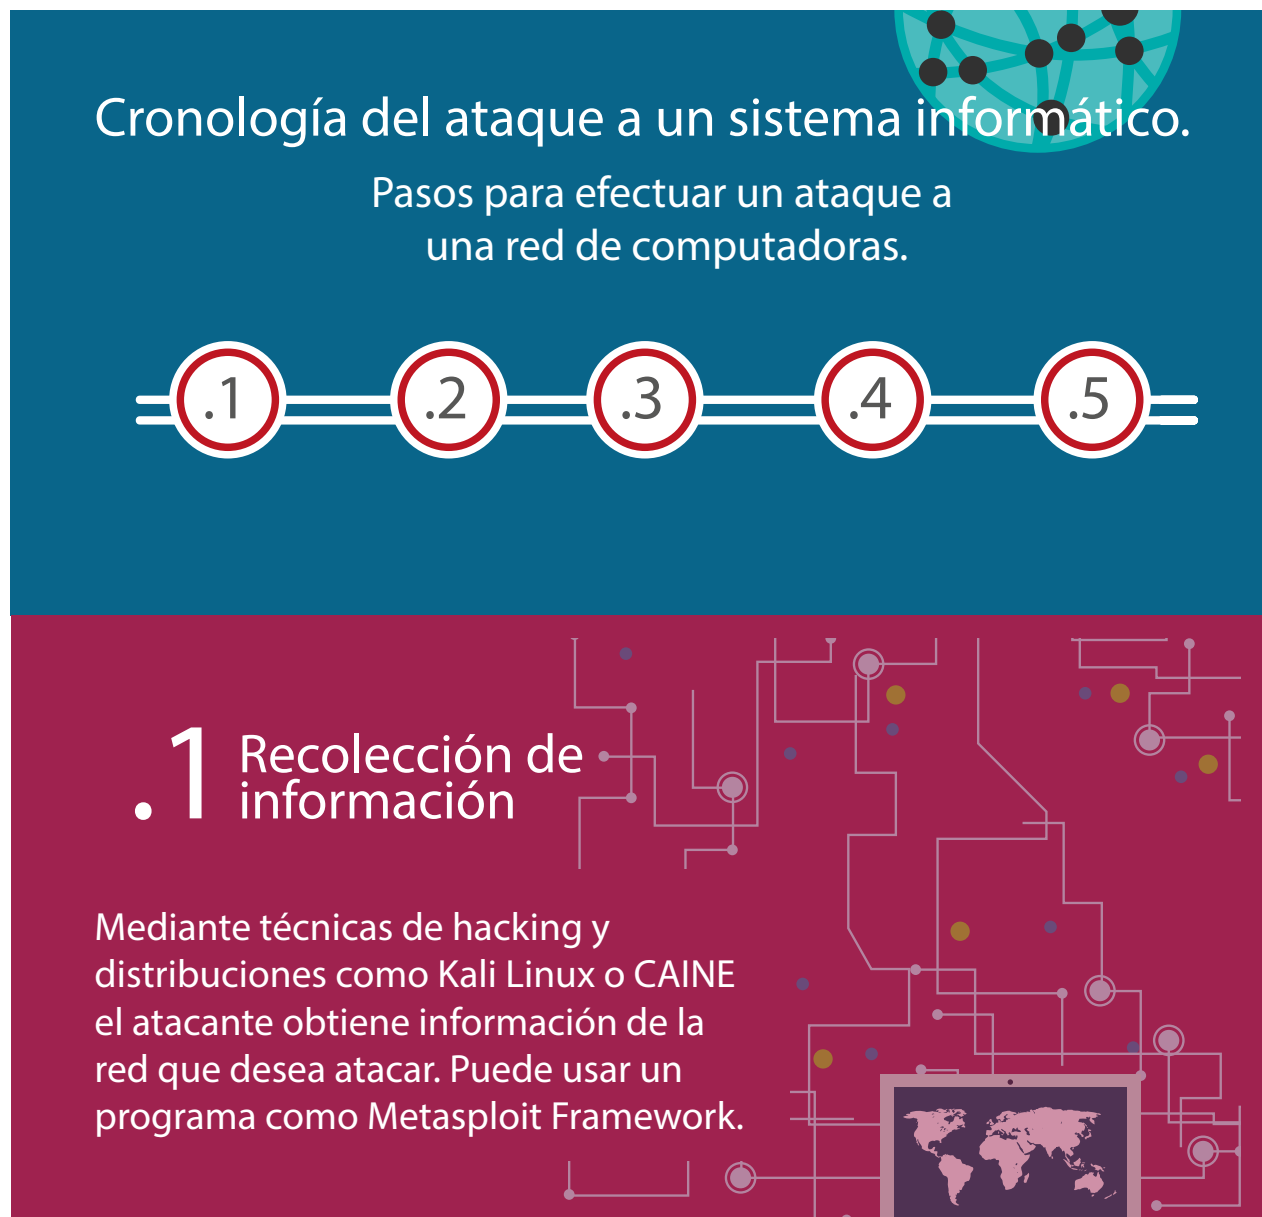 Cronología del ataque a un sistema informático.
Pasos para efectuar un ataque a
una red de computadoras.
.1 .2 .3 .4 .5
.1 Recolección de
información
Mediante técnicas de hacking y
distribuciones como Kali Linux o CAINE
el atacante obtiene información de la
red que desea atacar. Puede usar un
programa como Metasploit Framework.